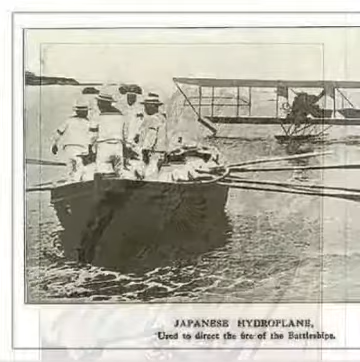 JAPANESE HYDROPLANE,
Used to direct the fire of the Battleships.